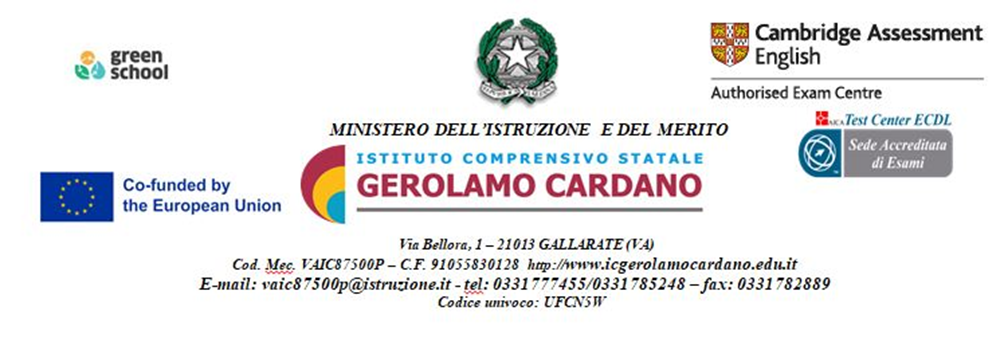 green
school
Cambridge Assessment
English
Authorised Exam Centre
AICA Test Center ECDL
Sede Accreditata
di Esami
MINISTERO DELL'ISTRUZIONE E DEL MERITO
ISTITUTO COMPRENSIVO STATALE
GEROLAMO CARDANO
Co-funded by
the European Union
Via Bellora, 1 – 21013 GALLARATE (VA)
Cod. Mec. VAIC87500P – C.F. 91055830128 http://www.icgerolamocardano.edu.it
E-mail: vaic87500p@istruzione.it - tel: 0331777455/0331785248 – fax: 0331782889
Codice univoco: UFCN5W